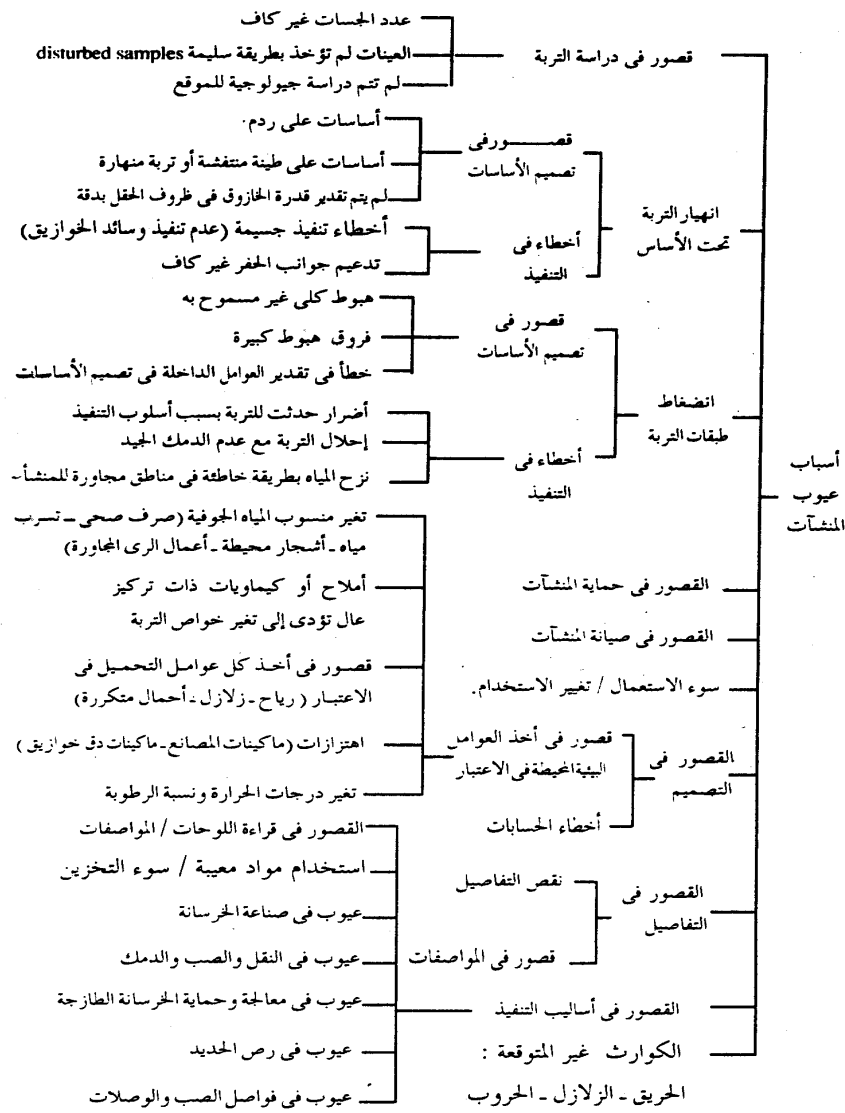 أسباب
عيوب
المنشآت
قصور فى دراسة التربة
عدد الجسات غير كاف
العينات لم تؤخذ بطريقة سليمة disturbed samples
لم تتم دراسة جيولوجية للموقع
انهيار التربة
تحت الأساس
قصــــورفى
تصميم الأساسات
أساسات على ردم.
أساسات على طينة منتفشة أو تربة منهارة
لم يتم تقدير قدرة الخازوق فى ظروف الحقل بدقة
أخطاء فى
التنفيذ
أخطاء تنفيذ جسيمة (عدم تنفيذ وسائد الخوازيق)
تدعيم جوانب الحفر غير كاف
انضغاط
طبقات التربة
قصور فى
تصميم الأساسات
هبوط كلى غير مسموح به
فروق هبوط كبيرة
خطأ فى تقدير العوامل الداخلة فى تصميم الأساسات
أخطاء فى
التنفيذ
أضرار حدثت للتربة بسبب أسلوب التنفيذ
إحلال التربة مع عدم الدمك الجيد
نزح المياه بطريقة خاطئة فى مناطق مجاورة للمنشأ
القصور فى حماية المنشآت
القصور فى صيانة المنشآت
سوء الاستعمال / تغيير الاستخدام.
القصور فى
التصميم
قصور فى أخذ العوامل
البيئية المحيطة فى الاعتبار
تغير منسوب المياه الجوفية (صرف صحى ــ تسرب
مياه ـ أشجار محيطة ـ أعمال الرى المجاورة)
أملاح أو كيماويات ذات تركيز
عال تؤدى إلى تغير خواص التربة
قصــور فى أخـذ كل عوامـل التحمـيل فى
الاعتبـار ( رياح ـ زلازل ـ أحمال متكررة)
اهتزازات (ماكينات المصانع ـ ماكينات دق خوازيق )
تغير درجات الحرارة ونسبة الرطوبة
أخطاء الحسابات
القصور فى
التفاصيل
نقص التفاصيل
قصور فى المواصفات
القصور فى أساليب التنفيذ
القصور فى قراءة اللوحات / المواصفات
استخدام مواد معيبة / سوء التخزين
عيوب فى صناعة الخرسانة
عيوب فى النقل والصب والدمك
عيوب فى معالجة وحماية الخرسانة الطازجة
عيوب فى رص الحديد
عيوب فى فواصل الصب والوصلات
الكوارث غير المتوقعة :
الحريق ـ الزلازل ـ الحروب